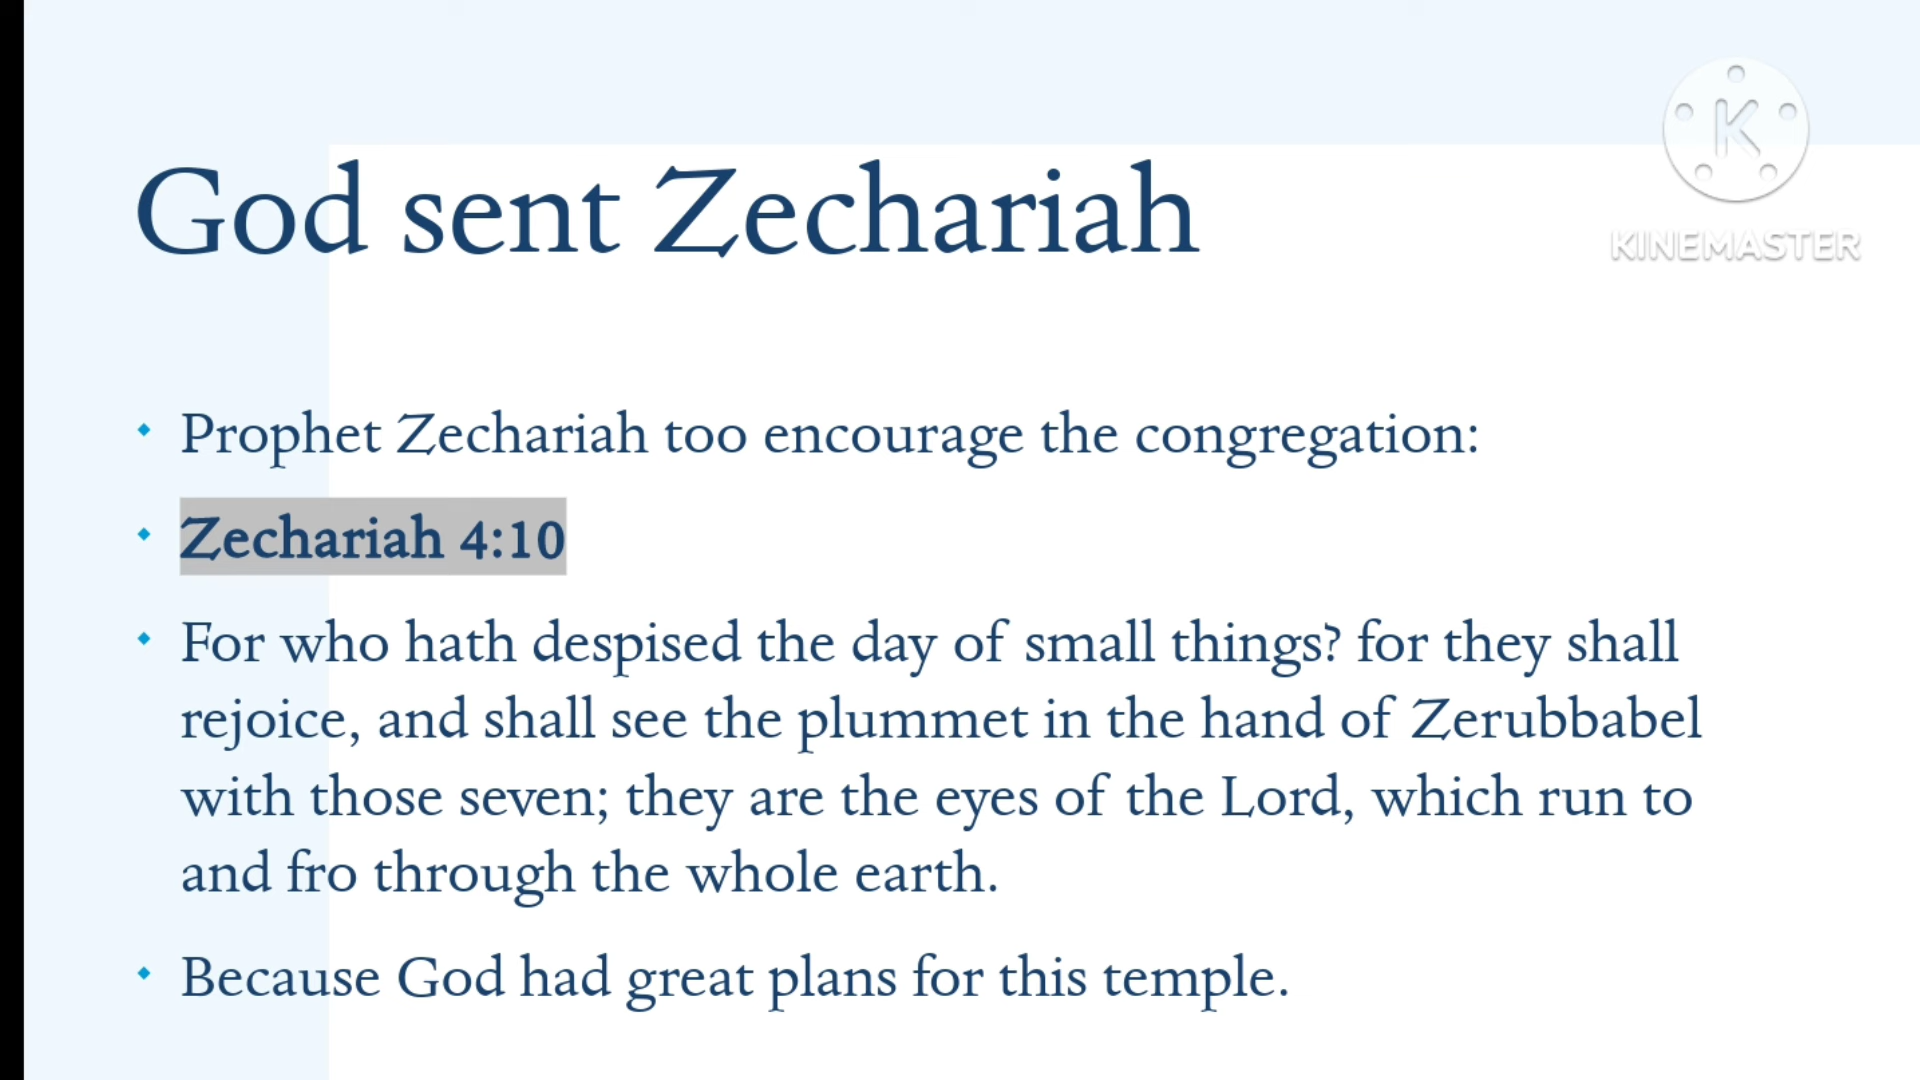 God sent Zechariah
K
KINEMASTER
Prophet Zechariah too encourage the congregation:
Zechariah 4:10
For who hath despised the day of small things? for they shall
rejoice, and shall see the plummet in the hand of Zerubbabel
with those seven; they are the eyes of the Lord, which run to
and fro through the whole earth.
Because God had great plans for this temple.